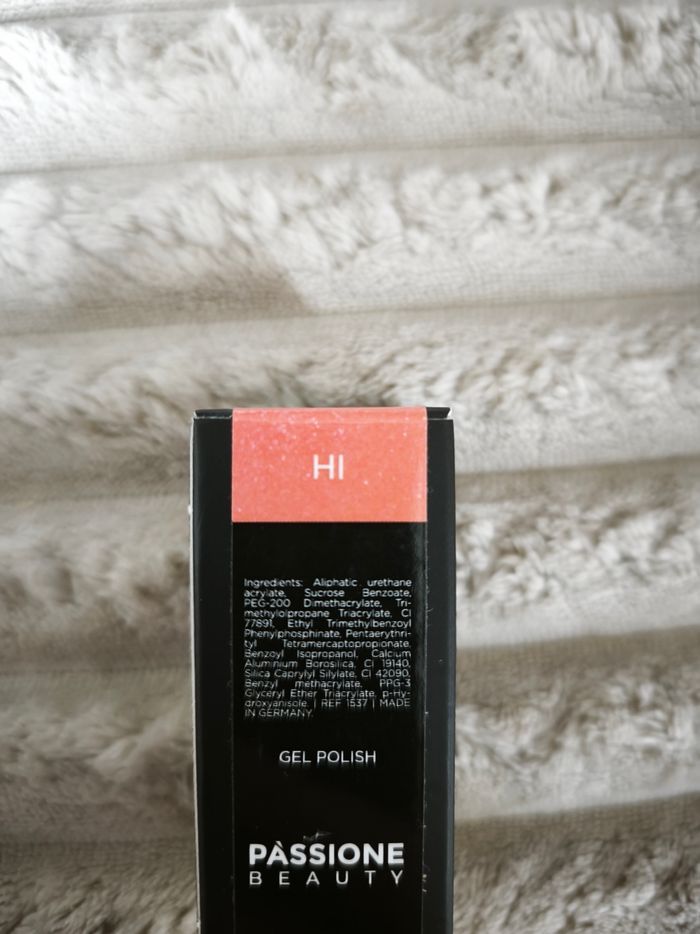 HI
Ingredients: Aliphatic urethane
acrylate, Sucrose Benzoate,
PEG-200 Dimethacrylate, Tri-
methylolpropane Triacrylate, CI
77891, Ethyl Trimethylbenzoyl
Phenylphosphinate, Pentaerythri-
tyl Tetramercaptopropionate,
Benzoyl Isopropanol, Calcium
Aluminium Borosilica, CI 19140,
Silica Caprylyl Silylate, CI 42090,
Benzyl methacrylate, PPG-3
Glyceryl Ether Triacrylate, p-Hy-
droxyanisole. | REF 1537 | MADE
IN GERMANY.
GEL POLISH
PASSIONE
BEAUTY